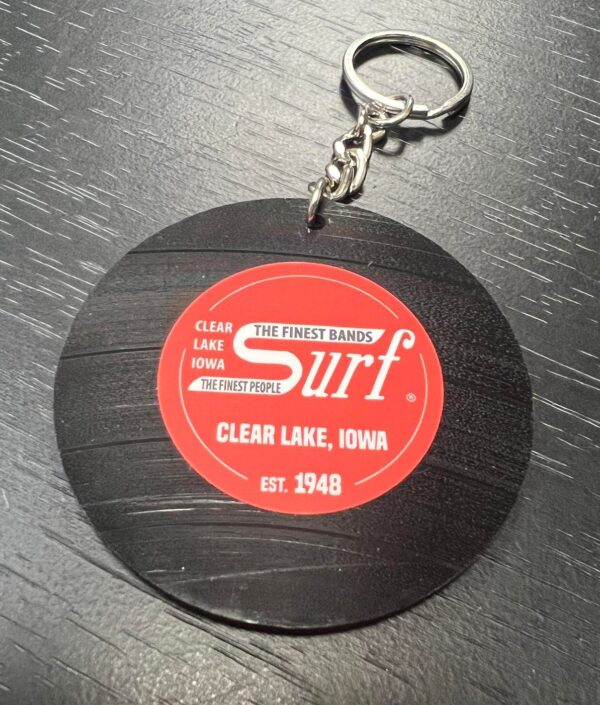 CLEAR
LAKE
IOWA
THE FINEST BANDS
Surf
THE FINEST PEOPLE
®
CLEAR LAKE, IOWA
EST. 1948